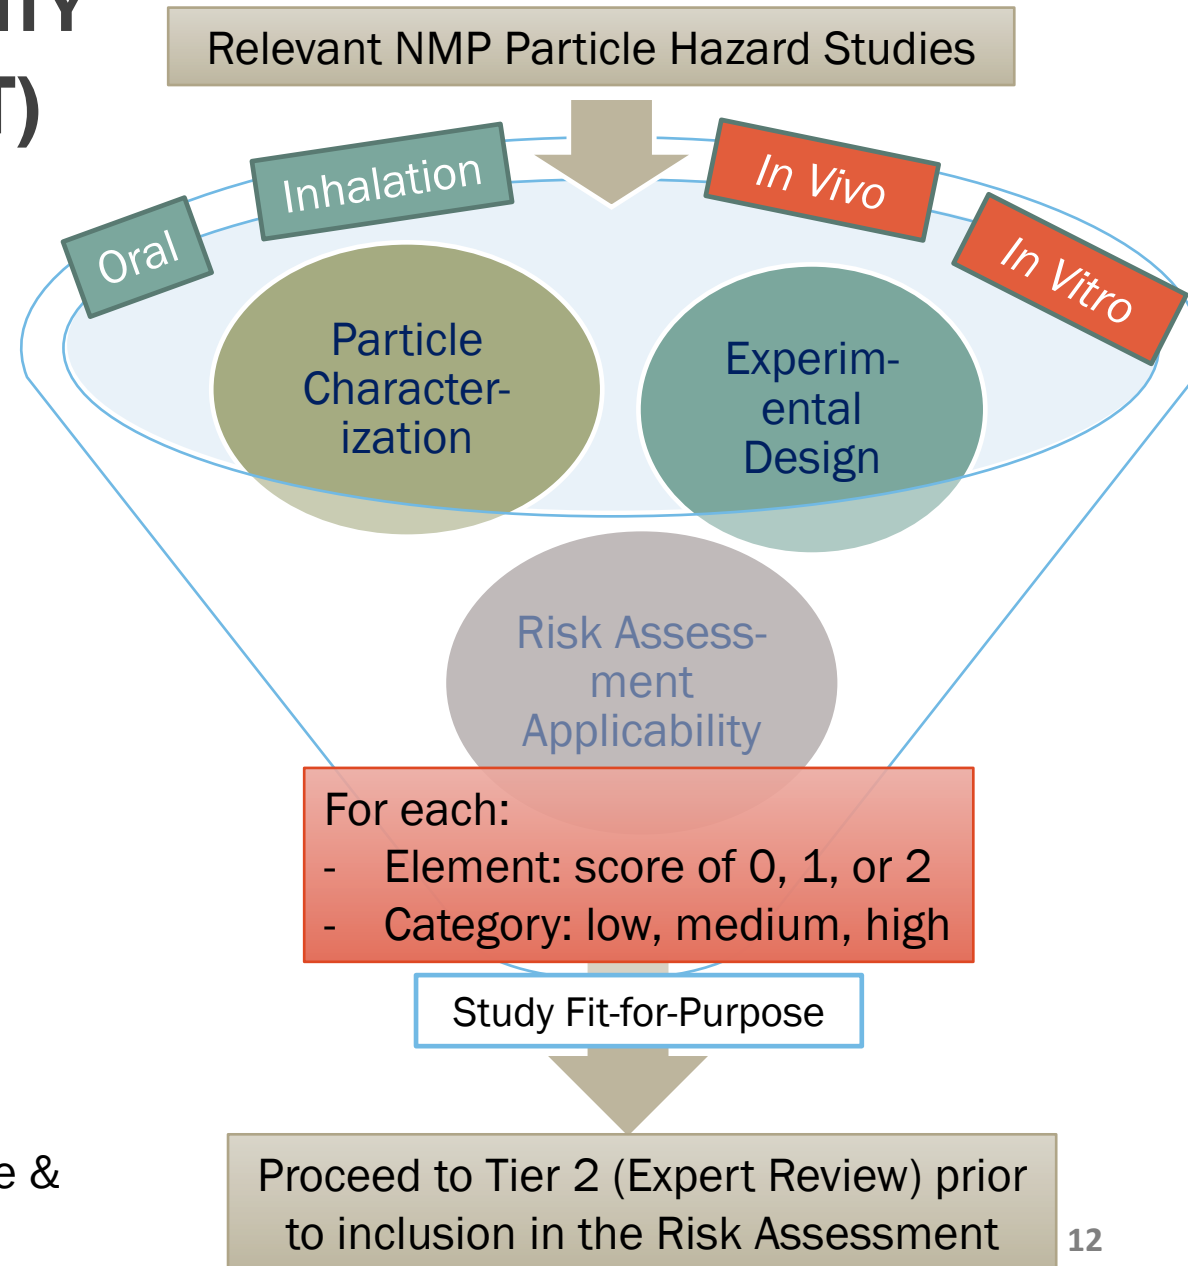 T)
Relevant NMP Particle Hazard Studies
Oral
Inhalation
In Vivo
In Vitro
Particle
Character-
ization
Experim-
ental
Design
Risk Assess-
ment
Applicability
For each:
- Element: score of 0, 1, or 2
- Category: low, medium, high
Study Fit-for-Purpose
e &
Proceed to Tier 2 (Expert Review) prior
to inclusion in the Risk Assessment
12